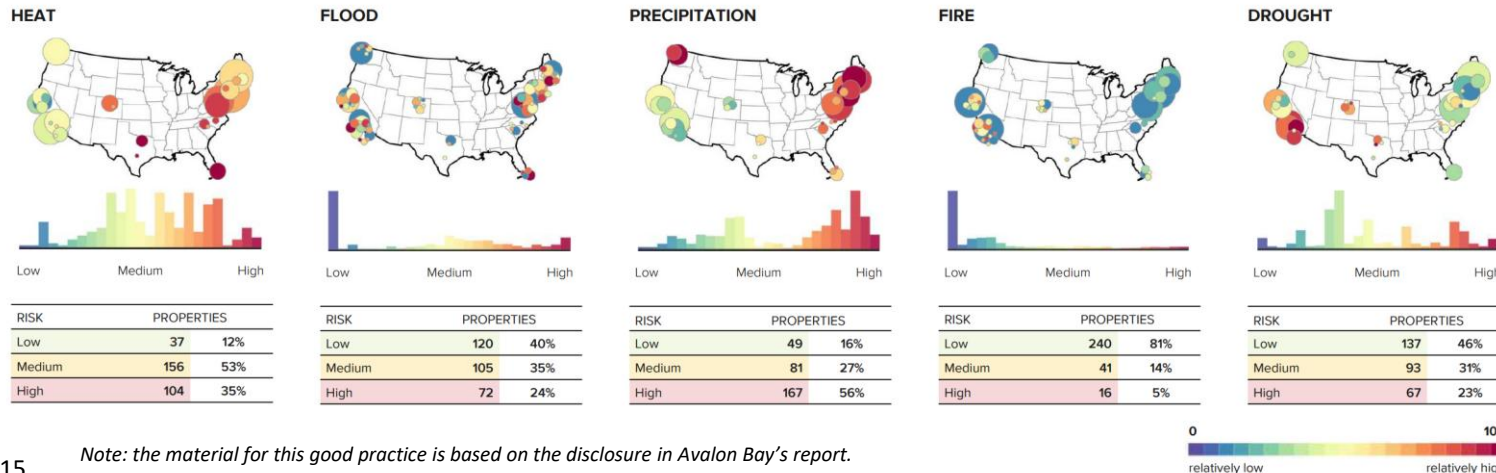 HEAT
FLOOD
PRECIPITATION
FIRE
DROUGHT
Low Medium High
Low Medium High
Low Medium High
Low Medium High
Low Medium High
RISK PROPERTIES
Low 37 12%
Medium 156 53%
High 104 35%
RISK PROPERTIES
Low 120 40%
Medium 105 35%
High 72 24%
RISK PROPERTIES
Low 49 16%
Medium 81 27%
High 167 56%
RISK PROPERTIES
Low 240 81%
Medium 41 14%
High 16 5%
RISK PROPERTIES
Low 137 46%
Medium 93 31%
High 67 23%
0 10
relatively low relatively hig
15
Note: the material for this good practice is based on the disclosure in Avalon Bay's report.